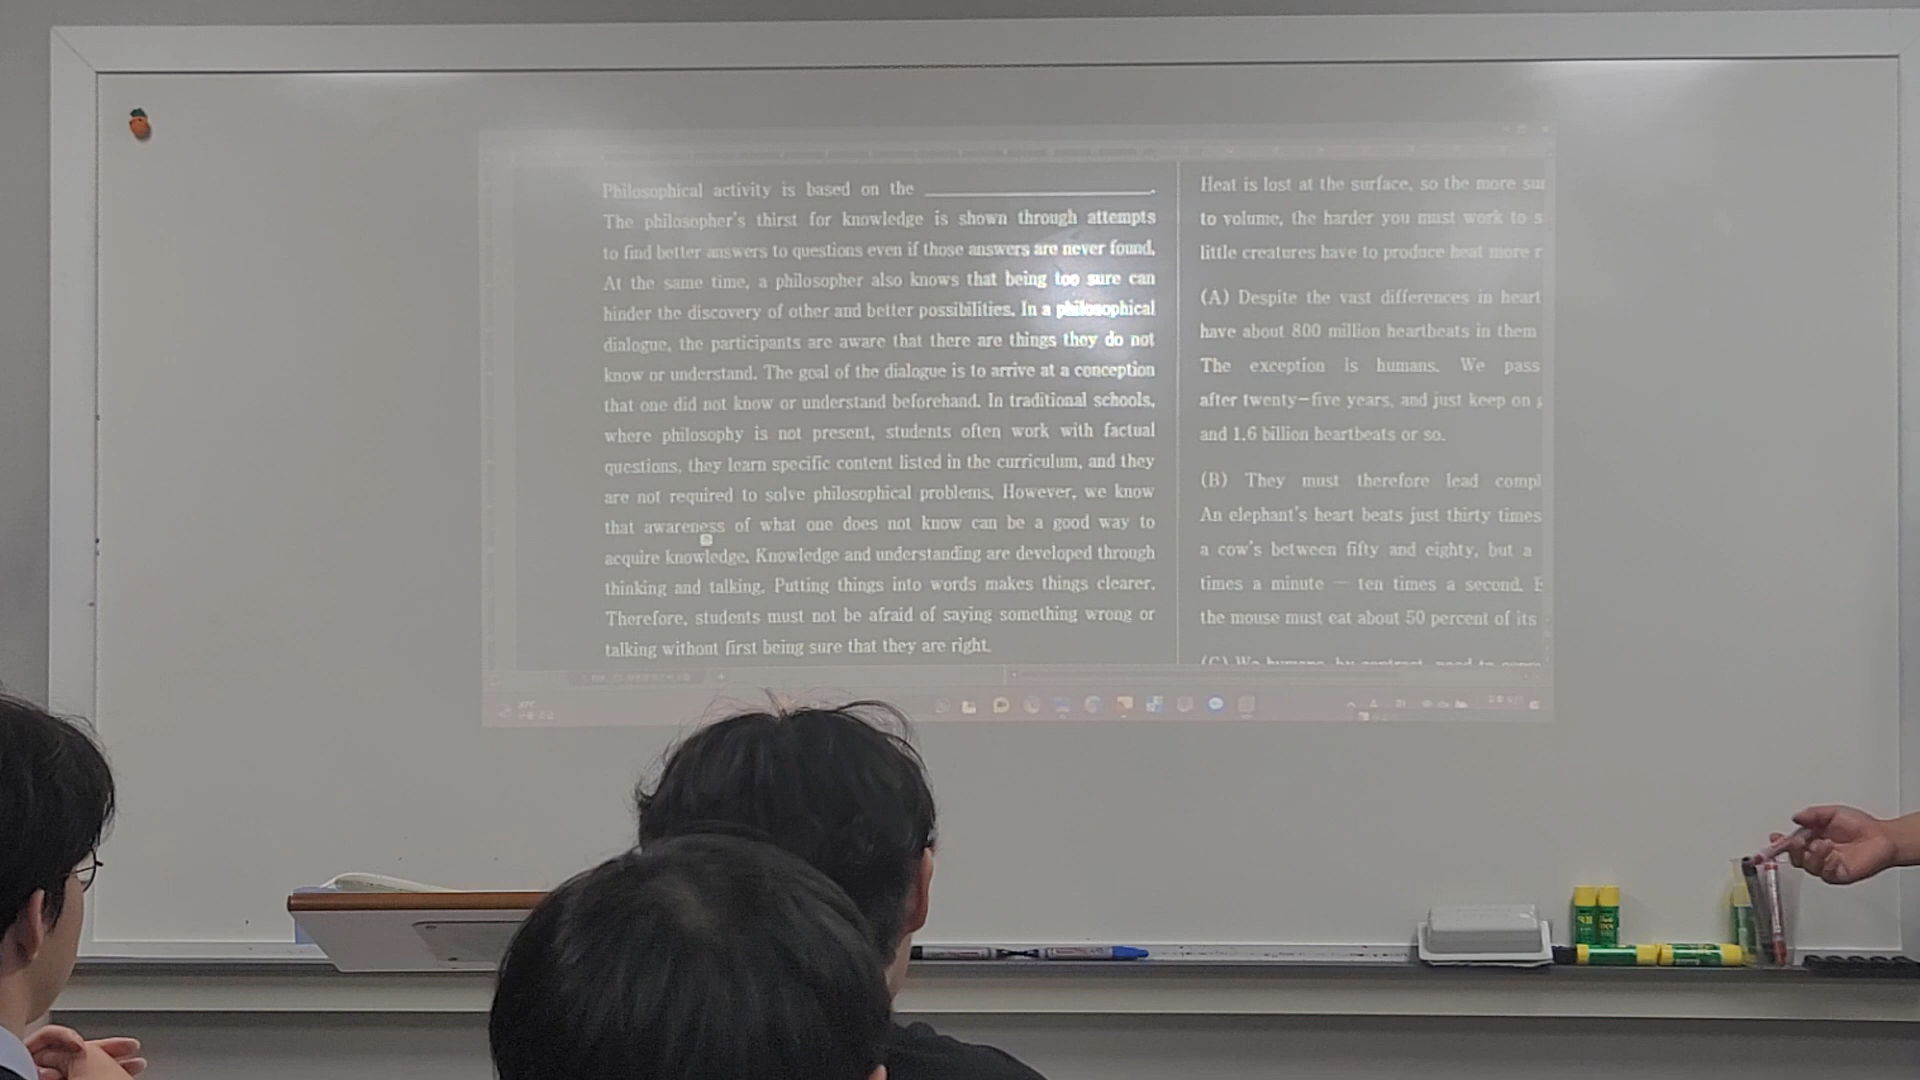 Philosophical activity is based on the ____________________.
The philosopher's thirst for knowledge is shown through attempts
to find better answers to questions even if those answers are never found.
At the same time, a philosopher also knows that being too sure can
hinder the discovery of other and better possibilities. In a philosophical
dialogue, the participants are aware that there are things they do not
know or understand. The goal of the dialogue is to arrive at a conception
that one did not know or understand beforehand. In traditional schools,
where philosophy is not present, students often work with factual
questions, they learn specific content listed in the curriculum, and they
are not required to solve philosophical problems. However, we know
that awareness of what one does not know can be a good way to
acquire knowledge. Knowledge and understanding are developed through
thinking and talking. Putting things into words makes things clearer.
Therefore, students must not be afraid of saying something wrong or
talking without first being sure that they are right.
Heat is lost at the surface, so the more
to volume, the harder you must work to
little creatures have to produce heat more
(A) Despite the vast differences in heart
have about 800 million heartbeats in them
The exception is humans. We pass
after twenty-five years, and just keep on
and 1.6 billion heartbeats or so.
(B) They must therefore lead compl
An elephant's heart beats just thirty times
a cow's between fifty and eighty, but a
times a minute — ten times a second.
the mouse must eat about 50 percent of its
(C) We humans, by contrast, need to